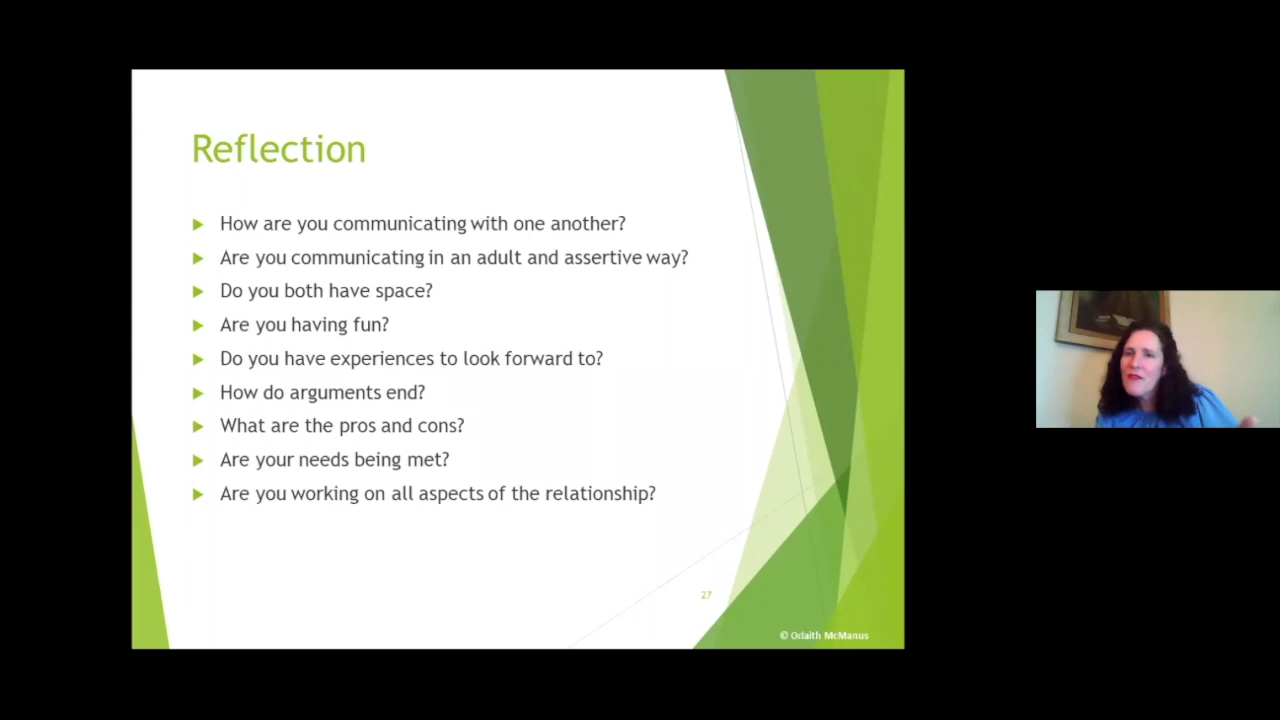 Reflection
How are you communicating with one another?
Are you communicating in an adult and assertive way?
Do you both have space?
Are you having fun?
Do you have experiences to look forward to?
How do arguments end?
What are the pros and cons?
Are your needs being met?
Are you working on all aspects of the relationship?
27
© Orlaith McManus